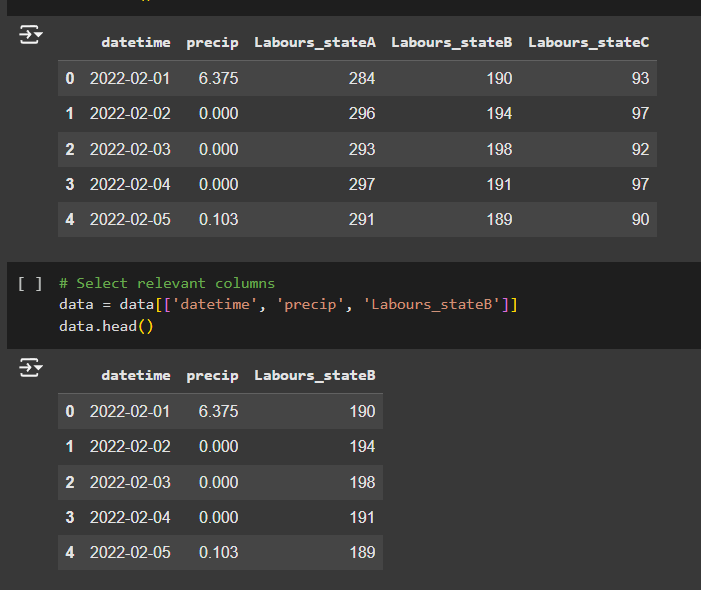 datetime precip Labours_stateA Labours_stateB Labours_stateC
0 2022-02-01 6.375 284 190 93
1 2022-02-02 0.000 296 194 97
2 2022-02-03 0.000 293 198 92
3 2022-02-04 0.000 297 191 97
4 2022-02-05 0.103 291 189 90
[ ] # Select relevant columns
data = data[['datetime', 'precip', 'Labours_stateB']]
data.head()
datetime precip Labours_stateB
0 2022-02-01 6.375 190
1 2022-02-02 0.000 194
2 2022-02-03 0.000 198
3 2022-02-04 0.000 191
4 2022-02-05 0.103 189